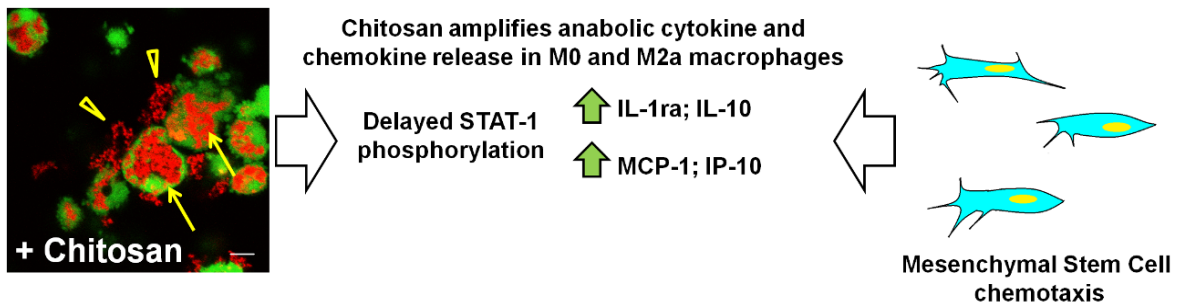 Chitosan amplifies anabolic cytokine and
chemokine release in M0 and M2a macrophages
Delayed STAT-1
phosphorylation
IL-1ra; IL-10
MCP-1; IP-10
+ Chitosan
Mesenchymal Stem Cell
chemotaxis